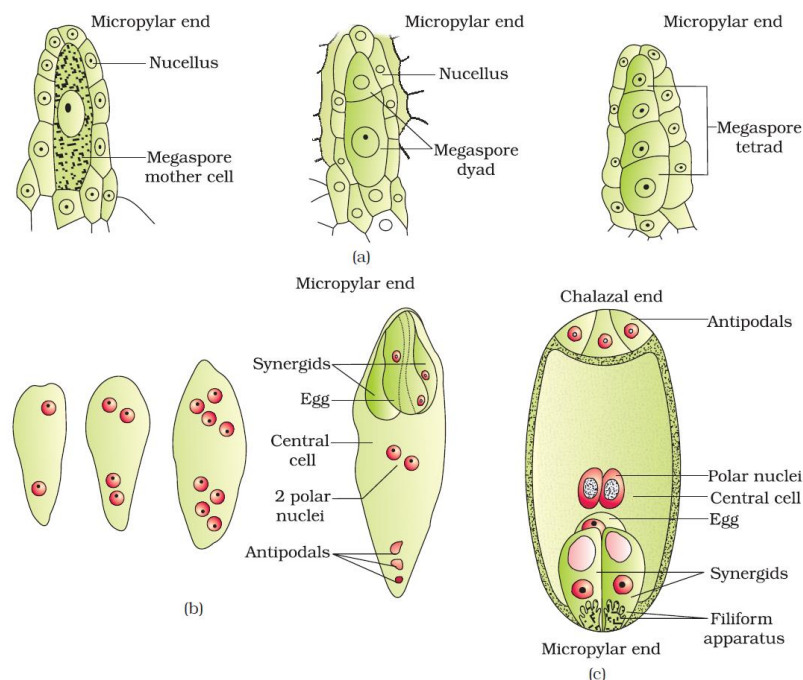 Micropylar end
Nucellus
Megaspore
mother cell
Micropylar end
Nucellus
Megaspore
dyad
Micropylar end
Megaspore
tetrad
(a)
Micropylar end
Synergids
Egg
Central
cell
2 polar
nuclei
Antipodals
(b)
Chalazal end
Antipodals
Polar nuclei
Central cell
Egg
Synergids
Filiform
apparatus
Micropylar end
(c)